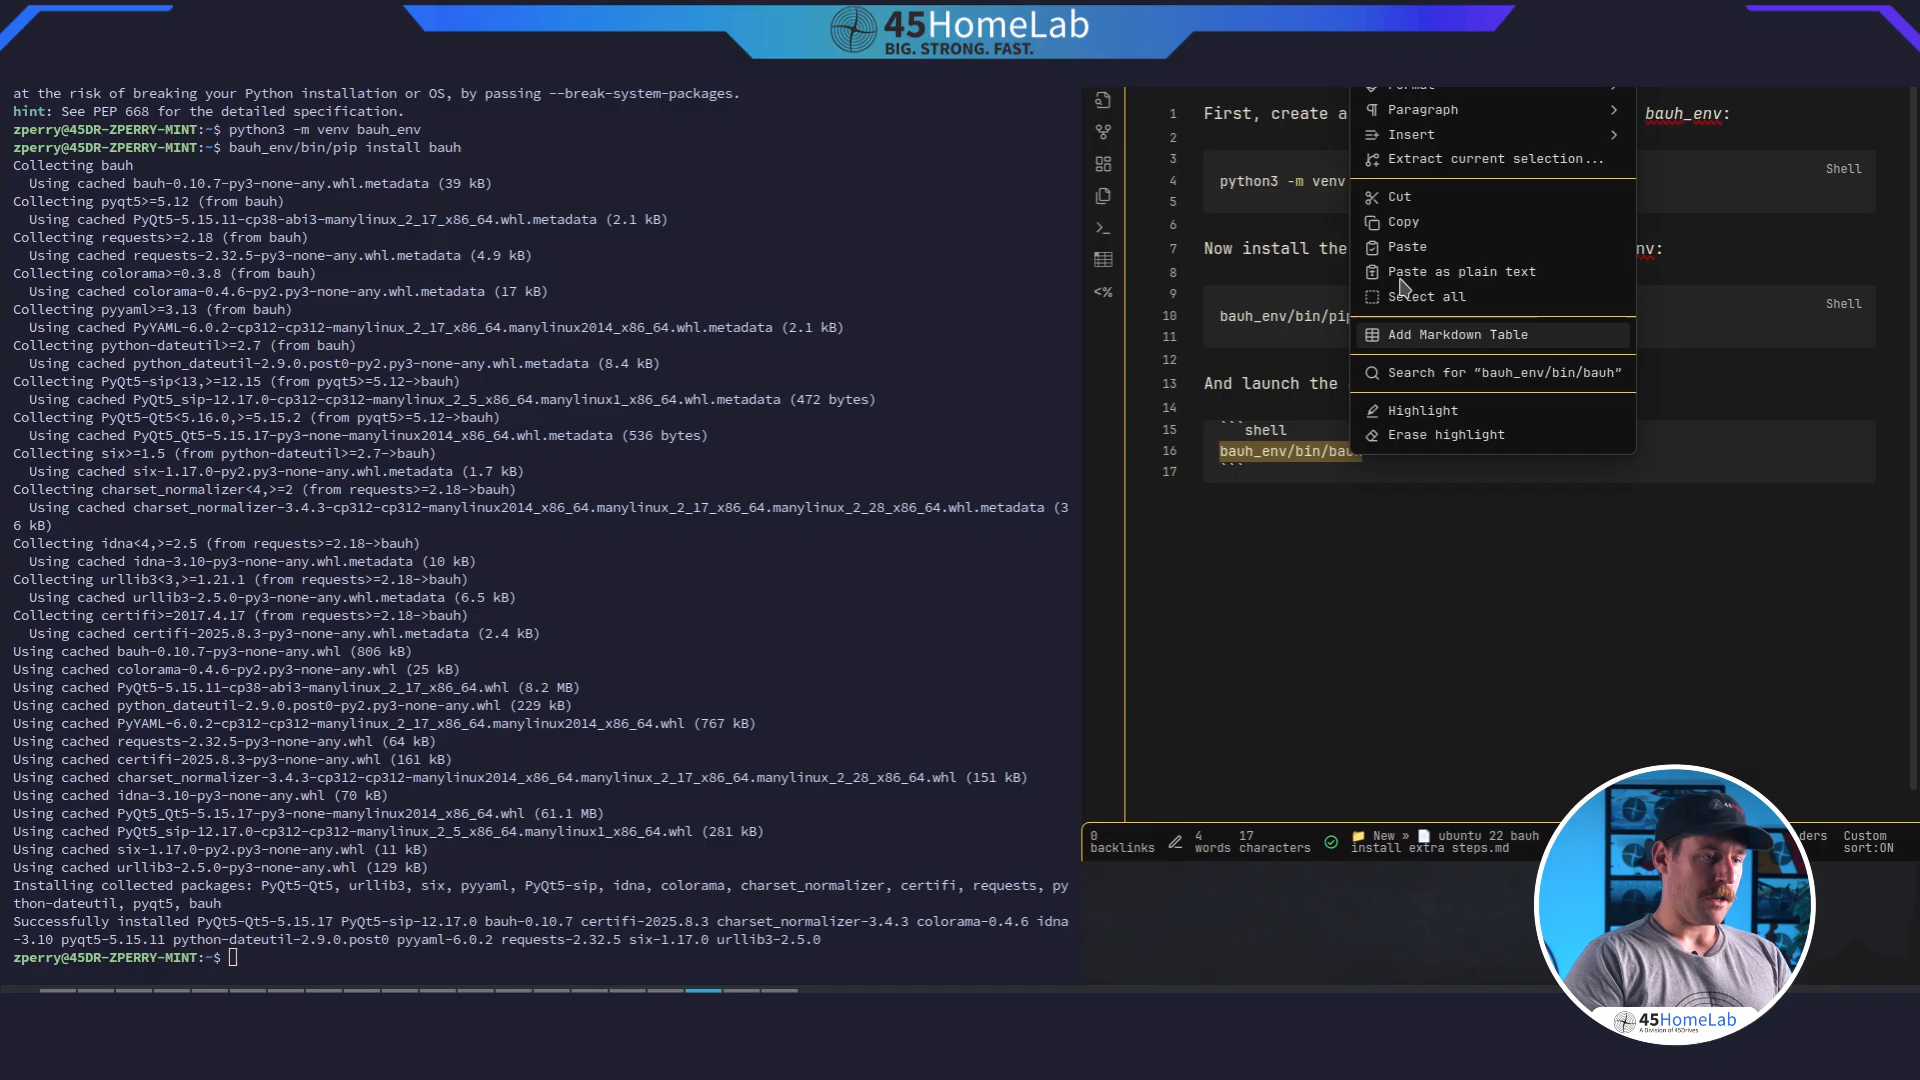 45HomeLab
BIG. STRONG. FAST.
at the risk of breaking your Python installation or OS, by passing --break-system-packages.
hint: See PEP 668 for the detailed specification.
zperry@45DR-ZPERRY-MINT:~$ python3 -m venv bauh_env
zperry@45DR-ZPERRY-MINT:~$ bauh_env/bin/pip install bauh
Collecting bauh
Using cached bauh-0.10.7-py3-none-any.whl.metadata (39 kB)
Collecting pyqt5>=5.12 (from bauh)
Using cached PyQt5-5.15.11-cp38-abi3-manylinux_2_17_x86_64.whl.metadata (2.1 kB)
Collecting requests>=2.18 (from bauh)
Using cached requests-2.32.5-py3-none-any.whl.metadata (4.9 kB)
Collecting colorama>=0.3.8 (from bauh)
Using cached colorama-0.4.6-py2.py3-none-any.whl.metadata (17 kB)
Collecting pyyaml>=3.13 (from bauh)
Using cached PyYAML-6.0.2-cp312-cp312-manylinux_2_17_x86_64.manylinux2014_x86_64.whl.metadata (2.1 kB)
Collecting python-dateutil>=2.7 (from bauh)
Using cached python_dateutil-2.9.0.post0-py2.py3-none-any.whl.metadata (8.4 kB)
Collecting PyQt5-sip<13,>=12.15 (from pyqt5>=5.12->bauh)
Using cached PyQt5_sip-12.17.0-cp312-cp312-manylinux_2_5_x86_64.manylinux1_x86_64.whl.metadata (472 bytes)
Collecting PyQt5-Qt5<5.16.0,>=5.15.2 (from pyqt5>=5.12->bauh)
Using cached PyQt5_Qt5-5.15.17-py3-none-manylinux2014_x86_64.whl.metadata (536 bytes)
Collecting six>=1.5 (from python-dateutil>=2.7->bauh)
Using cached six-1.17.0-py2.py3-none-any.whl.metadata (1.7 kB)
Collecting charset_normalizer<4,>=2 (from requests>=2.18->bauh)
Using cached charset_normalizer-3.4.3-cp312-cp312-manylinux2014_x86_64.manylinux_2_17_x86_64.manylinux_2_28_x86_64.whl.metadata (3
6 kB)
Collecting idna<4,>=2.5 (from requests>=2.18->bauh)
Using cached idna-3.10-py3-none-any.whl.metadata (10 kB)
Collecting urllib3<3,>=1.21.1 (from requests>=2.18->bauh)
Using cached urllib3-2.5.0-py3-none-any.whl.metadata (6.5 kB)
Collecting certifi>=2017.4.17 (from requests>=2.18->bauh)
Using cached certifi-2025.8.3-py3-none-any.whl.metadata (2.4 kB)
Using cached bauh-0.10.7-py3-none-any.whl (806 kB)
Using cached colorama-0.4.6-py2.py3-none-any.whl (25 kB)
Using cached PyQt5-5.15.11-cp38-abi3-manylinux_2_17_x86_64.whl (8.2 MB)
Using cached python_dateutil-2.9.0.post0-py2.py3-none-any.whl (229 kB)
Using cached PyYAML-6.0.2-cp312-cp312-manylinux_2_17_x86_64.manylinux2014_x86_64.whl (767 kB)
Using cached requests-2.32.5-py3-none-any.whl (64 kB)
Using cached certifi-2025.8.3-py3-none-any.whl (161 kB)
Using cached charset_normalizer-3.4.3-cp312-cp312-manylinux2014_x86_64.manylinux_2_17_x86_64.manylinux_2_28_x86_64.whl (151 kB)
Using cached idna-3.10-py3-none-any.whl (70 kB)
Using cached PyQt5_Qt5-5.15.17-py3-none-manylinux2014_x86_64.whl (61.1 MB)
Using cached PyQt5_sip-12.17.0-cp312-cp312-manylinux_2_5_x86_64.manylinux1_x86_64.whl (281 kB)
Using cached six-1.17.0-py2.py3-none-any.whl (11 kB)
Using cached urllib3-2.5.0-py3-none-any.whl (129 kB)
Installing collected packages: PyQt5-Qt5, urllib3, six, pyyaml, PyQt5-sip, idna, colorama, charset_normalizer, certifi, requests, py
thon-dateutil, pyqt5, bauh
Successfully installed PyQt5-Qt5-5.15.17 PyQt5-sip-12.17.0 bauh-0.10.7 certifi-2025.8.3 charset_normalizer-3.4.3 colorama-0.4.6 idna
-3.10 pyqt5-5.15.11 python-dateutil-2.9.0.post0 pyyaml-6.0.2 requests-2.32.5 six-1.17.0 urllib3-2.5.0
zperry@45DR-ZPERRY-MINT:~$
1 First, create a bauh_env:
2
3 Shell
4 python3 -m venv
5
6
7 Now install the nv:
8
9 Shell
10 bauh_env/bin/pip
11
12
13 And launch the
14
15 ```shell
16 bauh_env/bin/bau
17 ```
Paragraph
Insert
Extract current selection...
Cut
Copy
Paste
Paste as plain text
Select all
Add Markdown Table
Search for “bauh_env/bin/bauh”
Highlight
Erase highlight
0 backlinks
4 words
17 characters
New » ubuntu 22 bauh
install extra steps.md
ders
Custom
sort:ON
45HomeLab
A Division of 45Drives